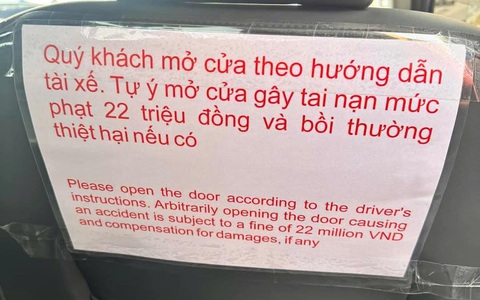 Quý khách mở cửa theo hướng dẫn
tài xế. Tự ý mở cửa gây tai nạn mức
phạt 22 triệu đồng và bồi thường
thiệt hại nếu có
Please open the door according to the driver's
instructions. Arbitrarily opening the door causing
an accident is subject to a fine of 22 million VND
and compensation for damages, if any